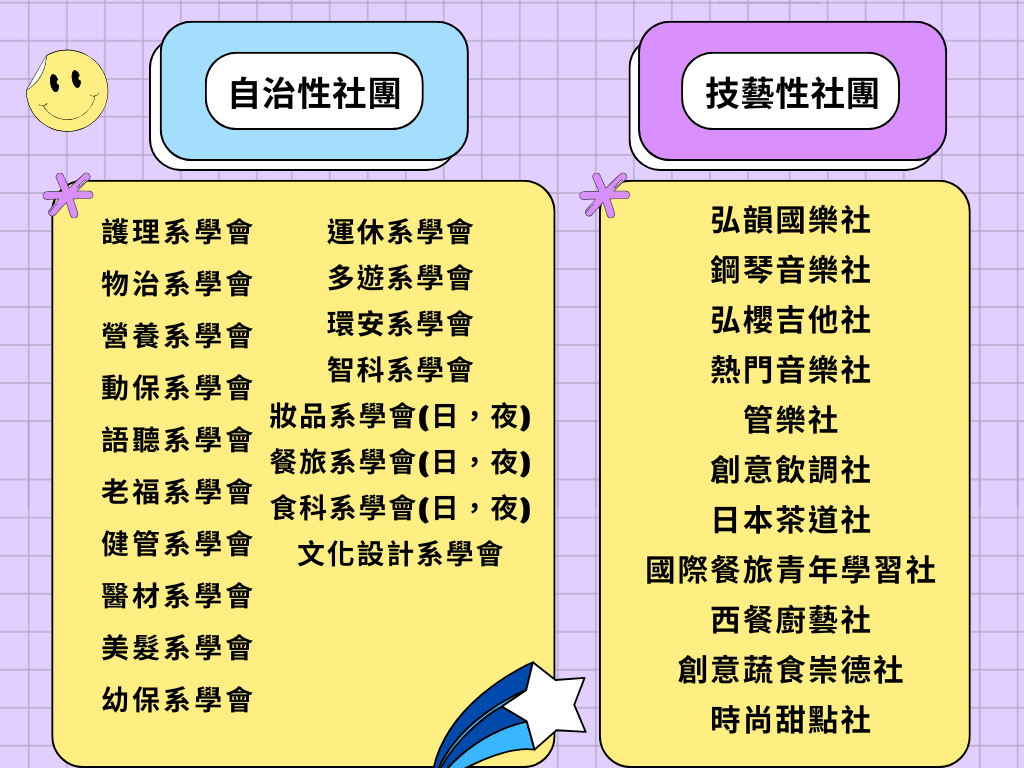 自治性社團
護理系學會
物治系學會
營養系學會
動保系學會
語聽系學會
老福系學會
健管系學會
醫材系學會
美髮系學會
幼保系學會
運休系學會
多遊系學會
環安系學會
智科系學會
妝品系學會(日，夜)
餐旅系學會(日，夜)
食科系學會(日，夜)
文化設計系學會
技藝性社團
弘韻國樂社
鋼琴音樂社
弘櫻吉他社
熱門音樂社
管樂社
創意飲調社
日本茶道社
國際餐旅青年學習社
西餐廚藝社
創意蔬食崇德社
時尚甜點社